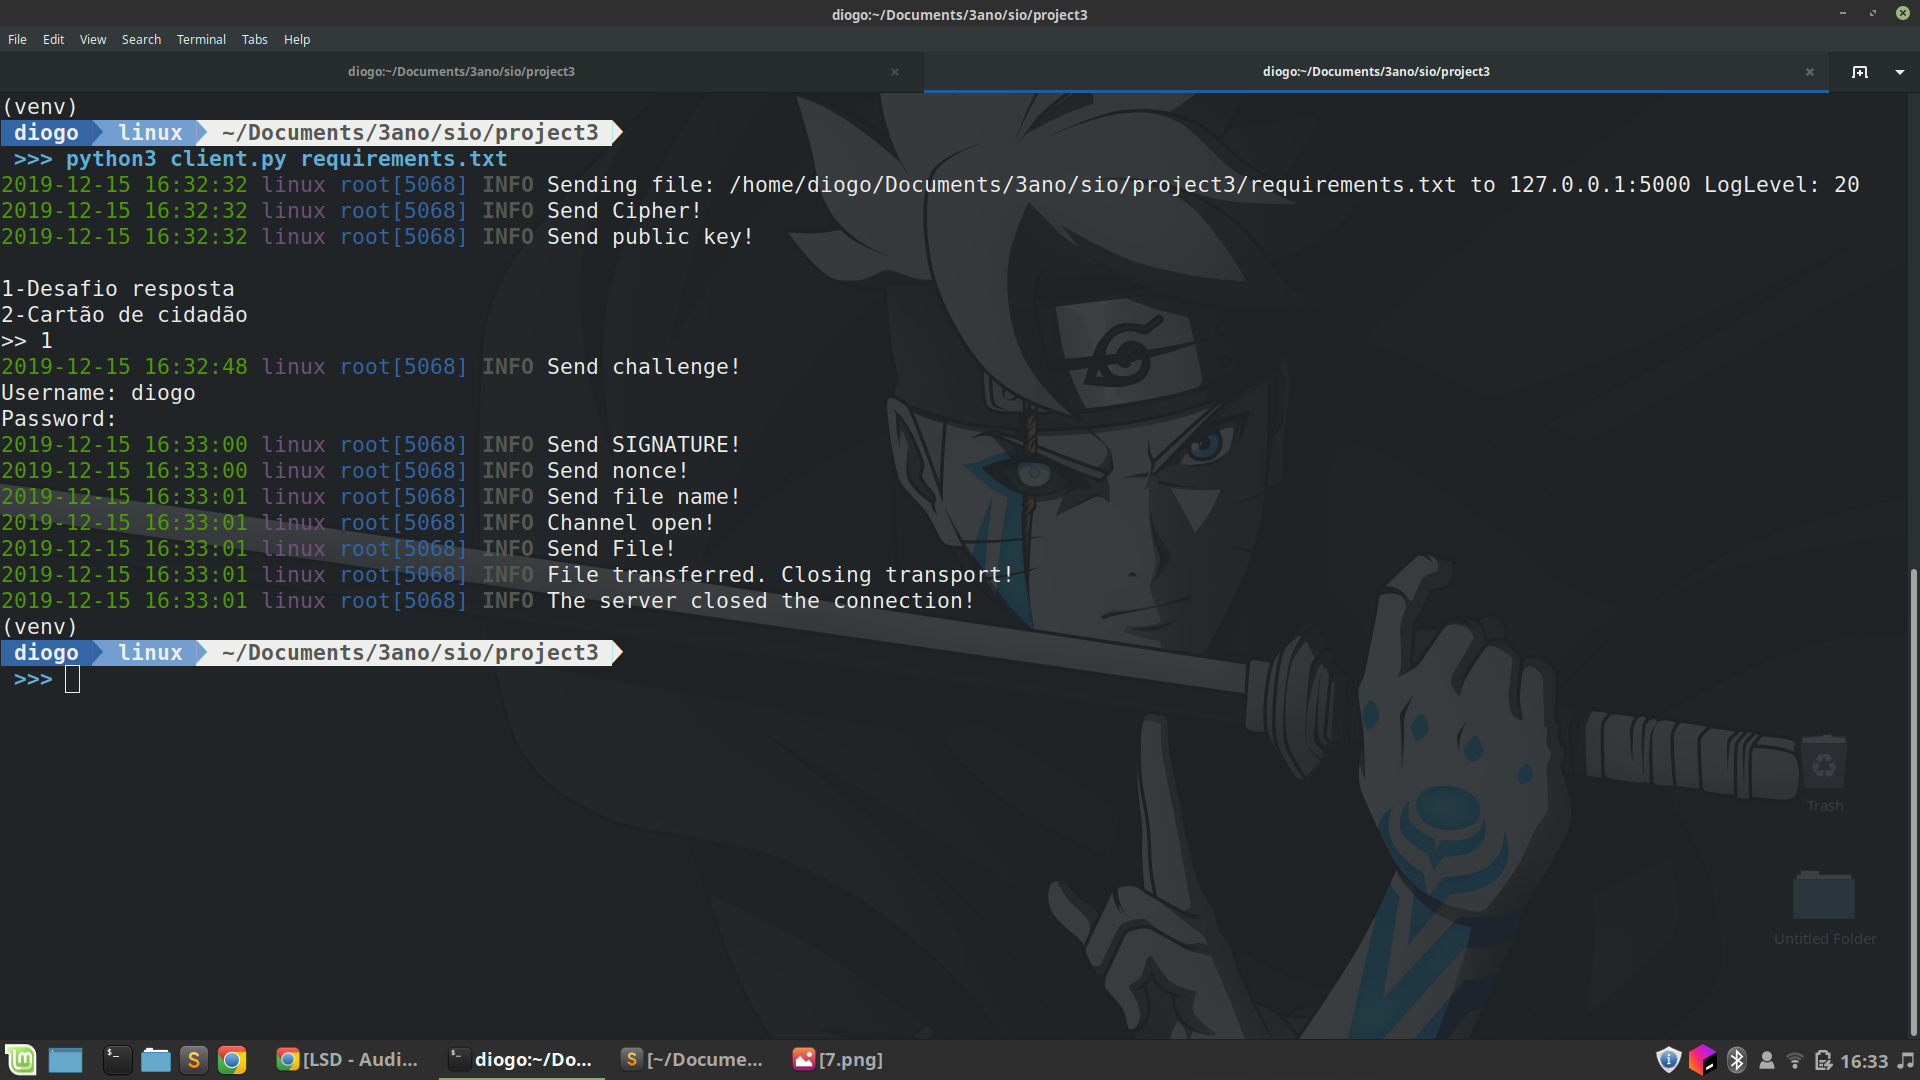 diogo:~/Documents/3ano/sio/project3
File Edit View Search Terminal Tabs Help
diogo:~/Documents/3ano/sio/project3 × diogo:~/Documents/3ano/sio/project3 ×
(venv)
diogo linux ~/Documents/3ano/sio/project3
>>> python3 client.py requirements.txt
2019-12-15 16:32:32 linux root[5068] INFO Sending file: /home/diogo/Documents/3ano/sio/project3/requirements.txt to 127.0.0.1:5000 LogLevel: 20
2019-12-15 16:32:32 linux root[5068] INFO Send Cipher!
2019-12-15 16:32:32 linux root[5068] INFO Send public key!
1-Desafio resposta
2-Cartão de cidadão
>> 1
2019-12-15 16:32:48 linux root[5068] INFO Send challenge!
Username: diogo
Password:
2019-12-15 16:33:00 linux root[5068] INFO Send SIGNATURE!
2019-12-15 16:33:00 linux root[5068] INFO Send nonce!
2019-12-15 16:33:01 linux root[5068] INFO Send file name!
2019-12-15 16:33:01 linux root[5068] INFO Channel open!
2019-12-15 16:33:01 linux root[5068] INFO Send File!
2019-12-15 16:33:01 linux root[5068] INFO File transferred. Closing transport!
2019-12-15 16:33:01 linux root[5068] INFO The server closed the connection!
(venv)
diogo linux ~/Documents/3ano/sio/project3
>>>
Trash
Untitled Folder
[LSD - Audi... diogo:~/Do... [~/Docume... [7.png] 16:33